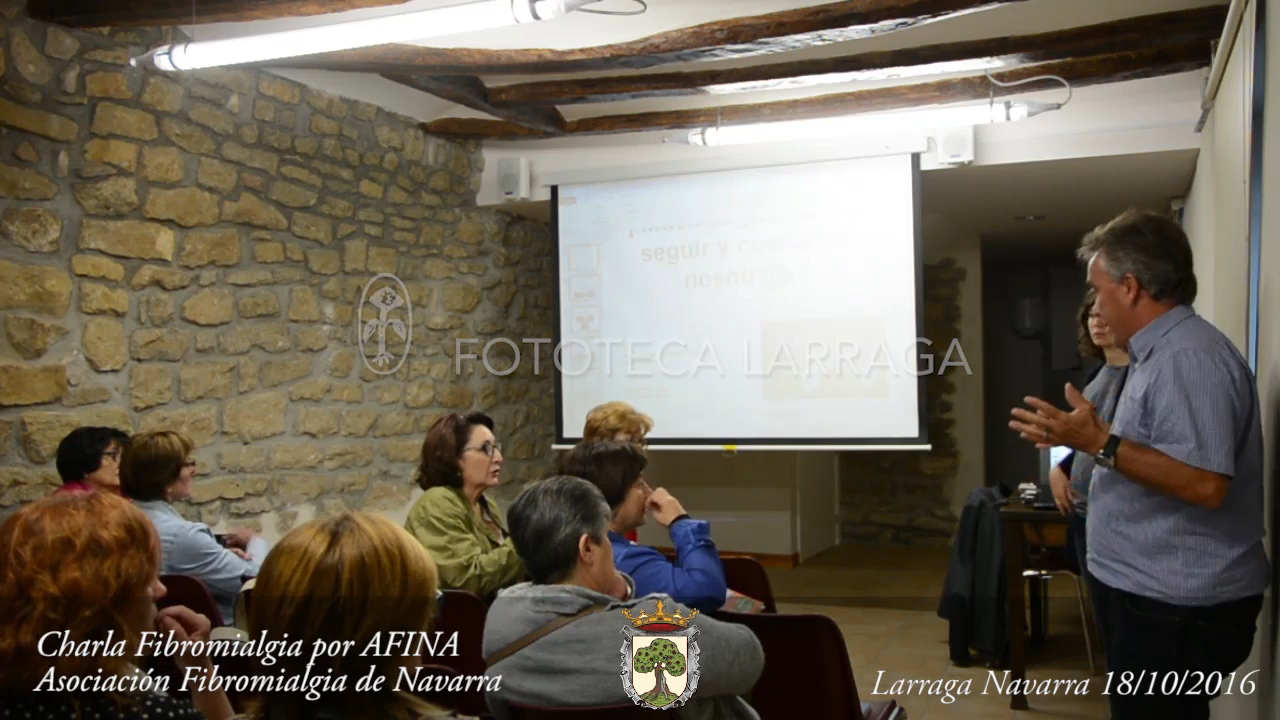 seguir y
FOTOTECA LARRAGA
Charla Fibromialgia por AFINA
Asociación Fibromialgia de Navarra
Larraga Navarra 18/10/2016